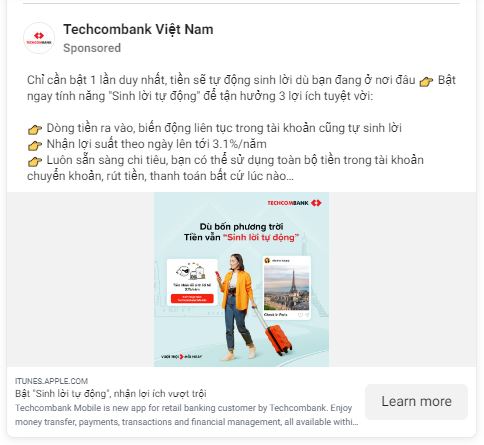 Techcombank Việt Nam
TECHCOMBANK
Sponsored
Chỉ cần bật 1 lần duy nhất, tiền sẽ tự động sinh lời dù bạn đang ở nơi đâu 👉 Bật
ngay tính năng "Sinh lời tự động" để tận hưởng 3 lợi ích tuyệt vời:
👉 Dòng tiền ra vào, biến động liên tục trong tài khoản cũng tự sinh lời
👉 Nhận lợi suất theo ngày lên tới 3.1%/năm
👉 Luôn sẵn sàng chi tiêu, bạn có thể sử dụng toàn bộ tiền trong tài khoản
chuyển khoản, rút tiền, thanh toán bất cứ lúc nào...
TECHCOMBANK
Dù bốn phương trời
Tiền vẫn "Sinh lời tự động"
Check in Paris
ITUNES.APPLE.COM
Bật "Sinh lời tự động", nhận lợi ích vượt trội
Techcombank Mobile is new app for retail banking customer by Techcombank. Enjoy
money transfer, payments, transactions and financial management, all available withi...
Learn more